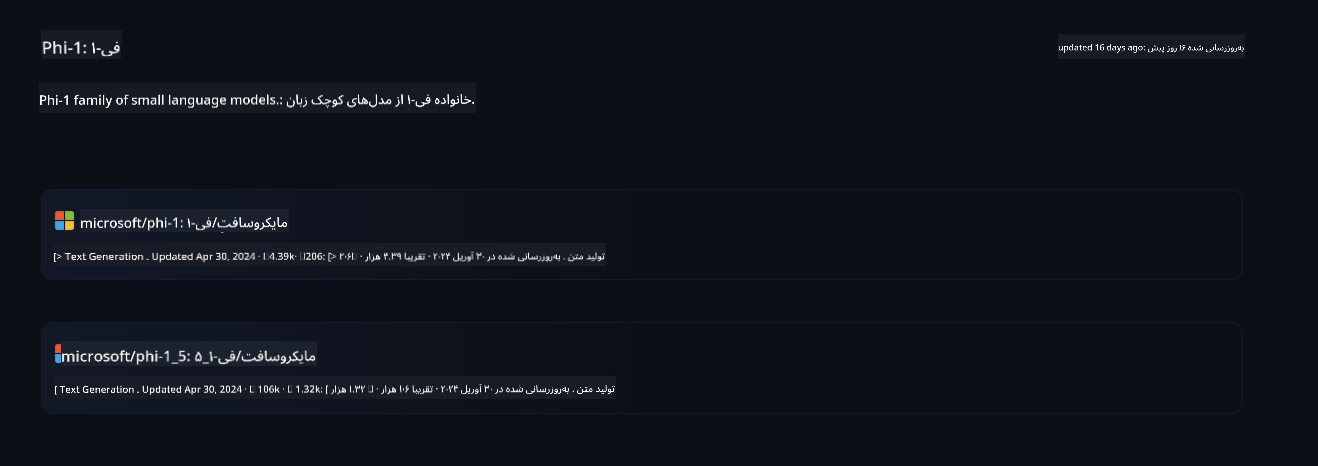 Phi-1: فی-۱
updated 16 days ago: به‌روزرسانی شده ۱۶ روز پیش
Phi-1 family of small language models.: خانواده فی-۱ از مدل‌های کوچک زبان.
microsoft/phi-1: مایکروسافت/فی-۱
[> Text Generation . Updated Apr 30, 2024 · 4.39k· 206: [> تولید متن . به‌روزرسانی شده در ۳۰ آوریل ۲۰۲۴ · تقریبا ۴.۳۹ هزار · ۲۰۶
microsoft/phi-1_5: مایکروسافت/فی-۱_۵
[ Text Generation . Updated Apr 30, 2024 · 106k · 1.32k: [ تولید متن . به‌روزرسانی شده در ۳۰ آوریل ۲۰۲۴ · تقریبا ۱۰۶ هزار · ۱.۳۲ هزار